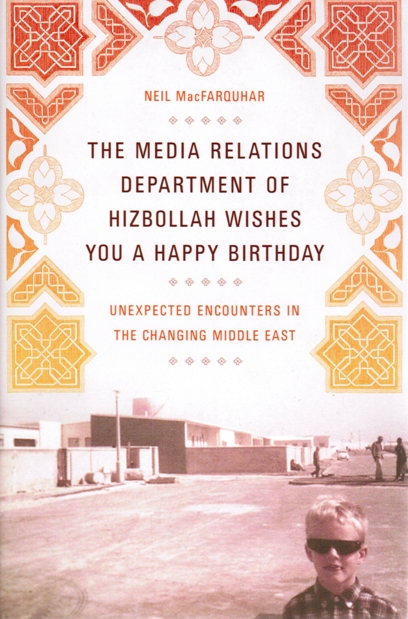 NEIL MacFARQUHAR
THE MEDIA RELATIONS
DEPARTMENT OF
HIZBOLLAH WISHES
YOU A HAPPY BIRTHDAY
UNEXPECTED ENCOUNTERS IN
THE CHANGING MIDDLE EAST